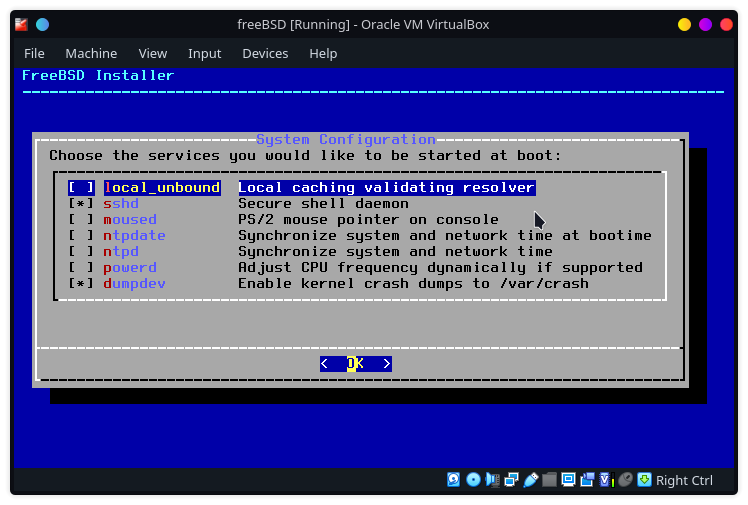 freeBSD [Running] - Oracle VM VirtualBox
File Machine View Input Devices Help
FreeBSD Installer
System Configuration
Choose the services you would like to be started at boot:
[ ] local_unbound Local caching validating resolver
[*] sshd Secure shell daemon
[ ] moused PS/2 mouse pointer on console
[ ] ntpdate Synchronize system and network time at bootime
[ ] ntpd Synchronize system and network time
[ ] powerd Adjust CPU frequency dynamically if supported
[*] dumpdev Enable kernel crash dumps to /var/crash
< OK >
Right Ctrl